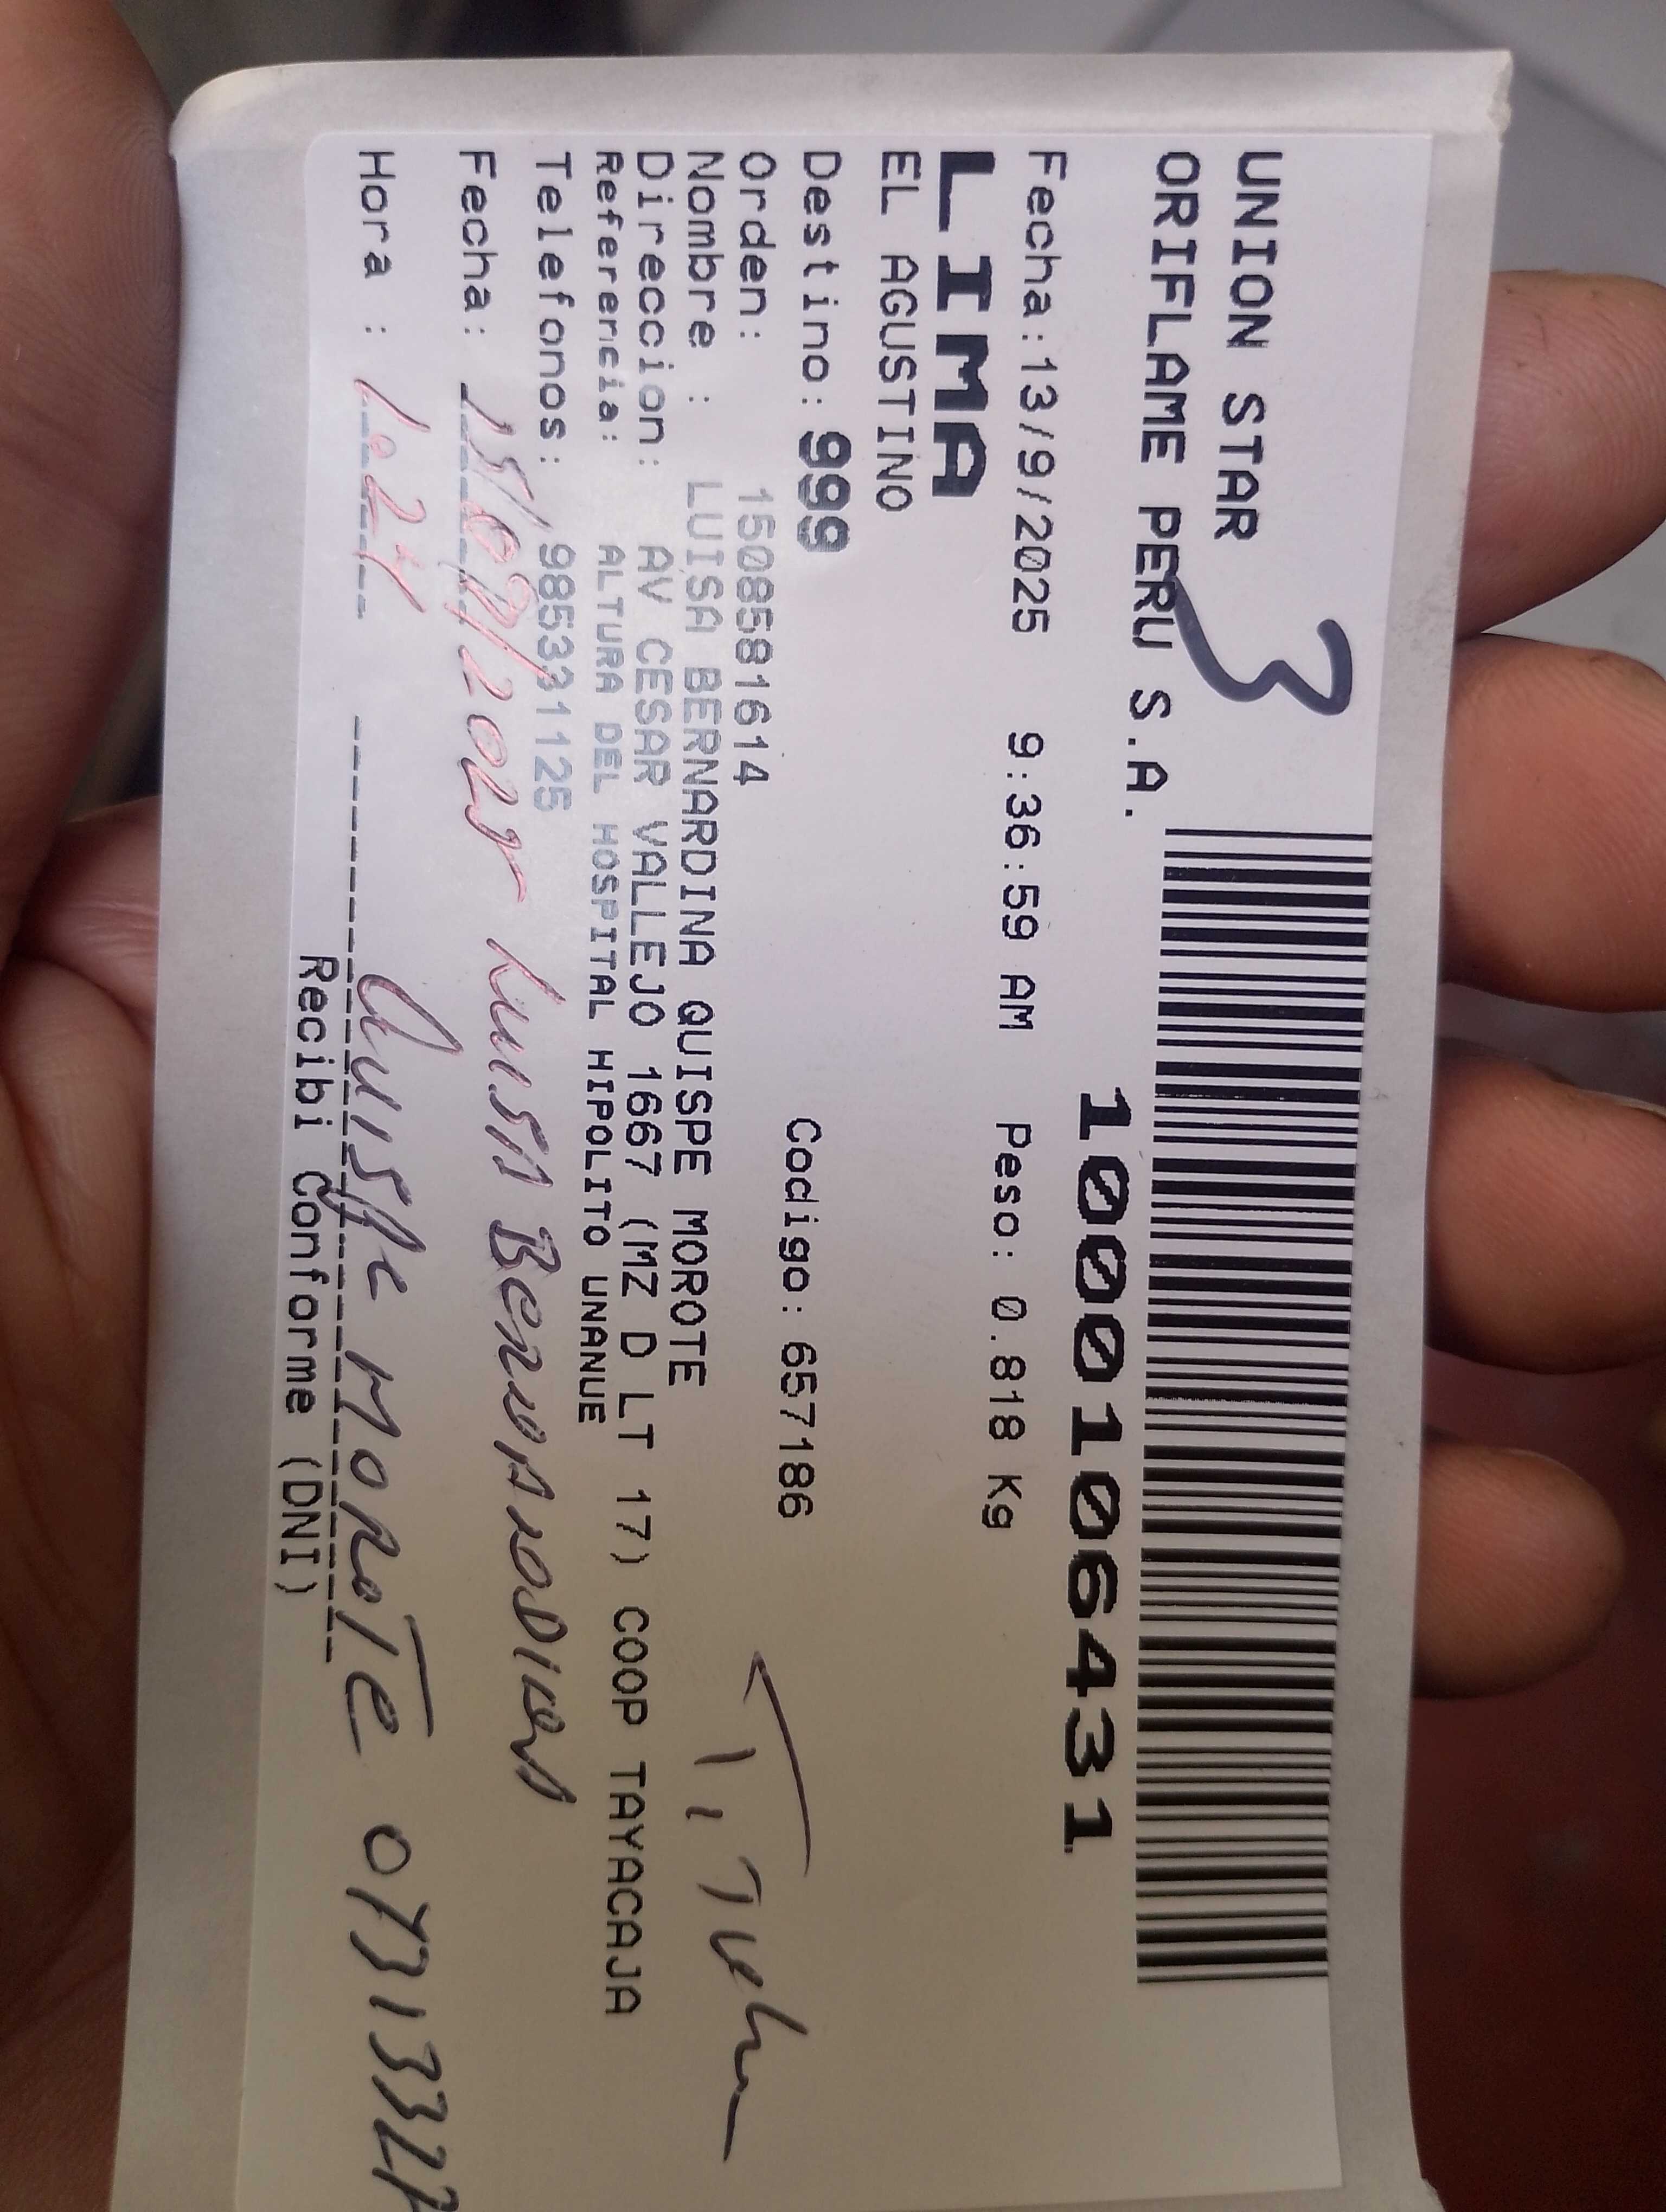 3
UNION STAR
ORIFLAME PERU S.A.
1000106431
Fecha:13/9/2025 9:36:59 AM Peso: 0.818 Kg
LIMA
EL AGUSTINO
Destino: 999 Codigo: 657186
Orden: 1508581614
Nombre : LUISA BERNARDINA QUISPE MOROTE
Direccion: AV CESAR VALLEJO 1667 (MZ D LT 17) COOP TAYACAJA
Referencia: ALTURA DEL HOSPITAL HIPOLITO UNANUE
Telefonos: 985331125
Titular
Fecha: Luisa Bernardina
Hora : 1.24 Quispe Morote
Recibi Conforme (DNI)